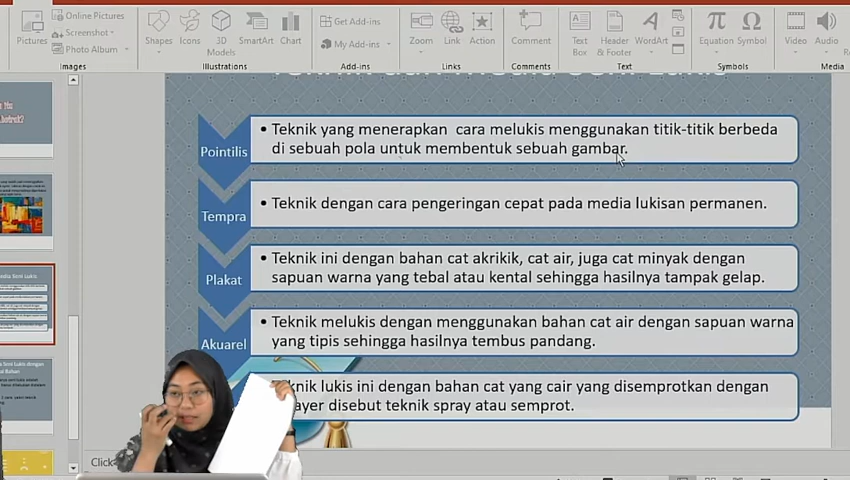 Online Pictures
Screenshot
Photo Album
Pictures
Shapes
Icons
3D
Models
SmartArt
Chart
Get Add-ins
My Add-ins
Zoom
Link
Action
Comment
Text
Box
Header
& Footer
WordArt
Equation
Symbol
Video
Audio
Images
Illustrations
Add-ins
Links
Comments
Text
Symbols
Media
Pointilis
• Teknik yang menerapkan cara melukis menggunakan titik-titik berbeda
di sebuah pola untuk membentuk sebuah gambar.
Tempra
• Teknik dengan cara pengeringan cepat pada media lukisan permanen.
Plakat
• Teknik ini dengan bahan cat akrikik, cat air, juga cat minyak dengan
sapuan warna yang tebal atau kental sehingga hasilnya tampak gelap.
Akuarel
• Teknik melukis dengan menggunakan bahan cat air dengan sapuan warna
yang tipis sehingga hasilnya tembus pandang.
lukis ini dengan bahan cat yang cair yang disemprotkan dengan
disebut teknik spray atau semprot.
Click